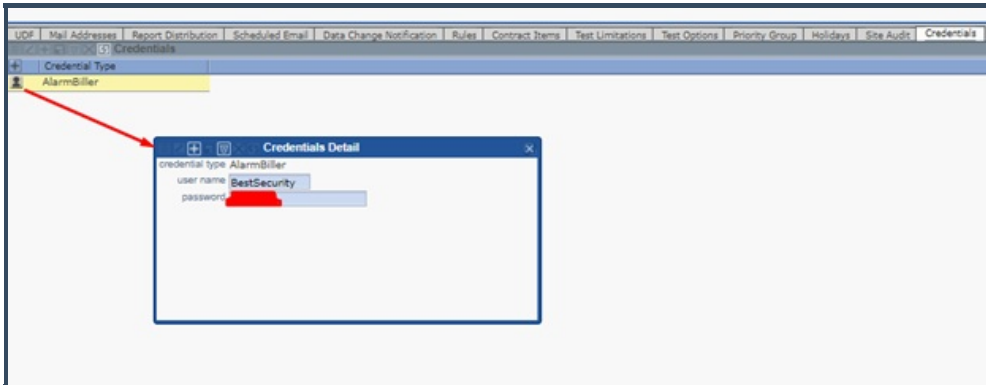 UDF Mail Addresses Report Distribution Scheduled Email Data Change Notification Rules Contract Items Test Limitations Test Options Priority Group Holidays Site Audit Credentials
Credentials
Credential Type
AlarmBiller
Credentials Detail
credential type AlarmBiller
user name BestSecurity
password